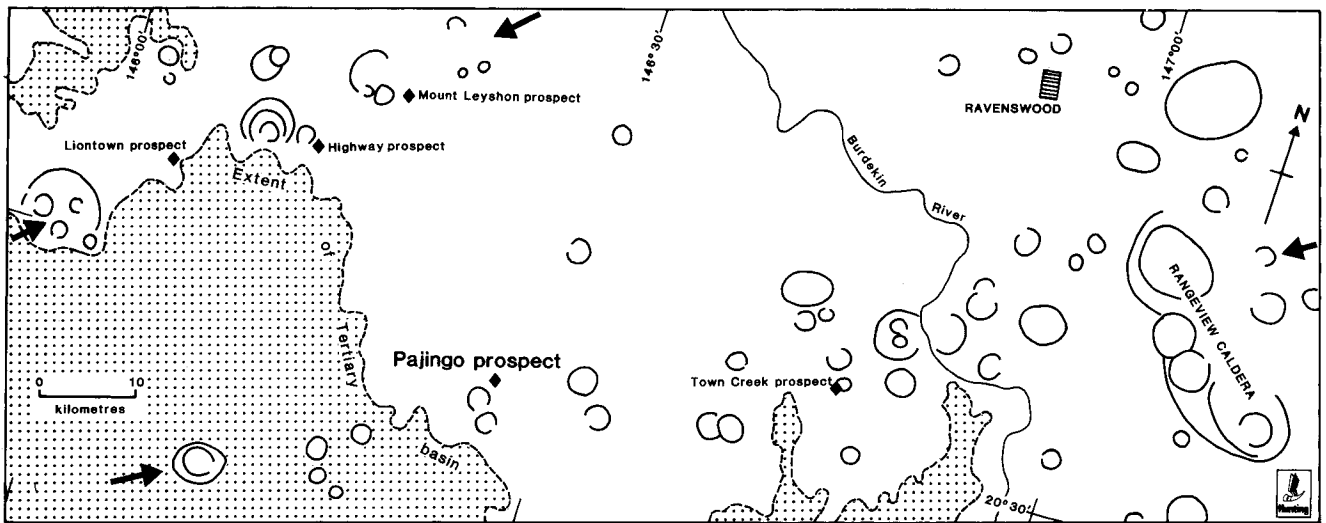 146° 00'
146° 30'
147° 00'
N
Mount Leyshon prospect
RAVENSWOOD
Liontown prospect
Highway prospect
Extent
of
Tertiary
basin
Burdekin
River
RANGEVIEW CALDERA
Pajingo prospect
Town Creek prospect
0 10
kilometres
20° 30'
Hunting